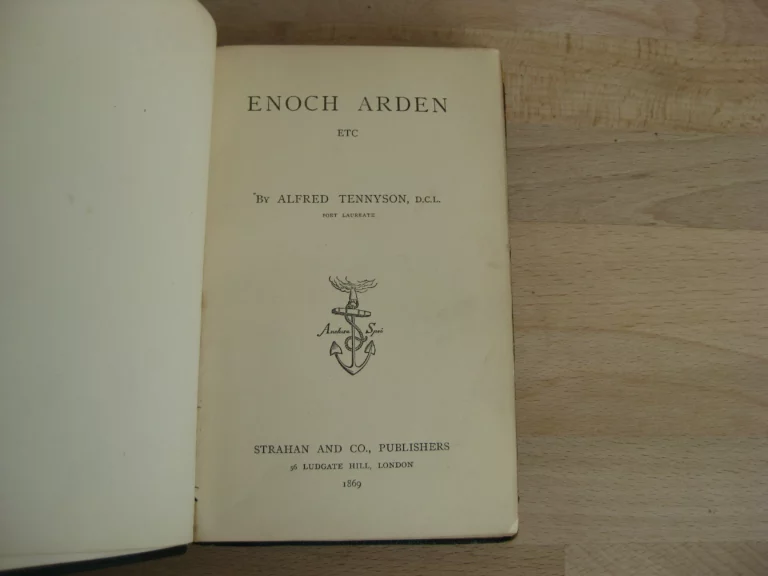 ENOCH ARDEN
ETC
By ALFRED TENNYSON, D.C.L.
POET LAUREATE
Anchora Spei
STRAHAN AND CO., PUBLISHERS
56 LUDGATE HILL, LONDON
1869